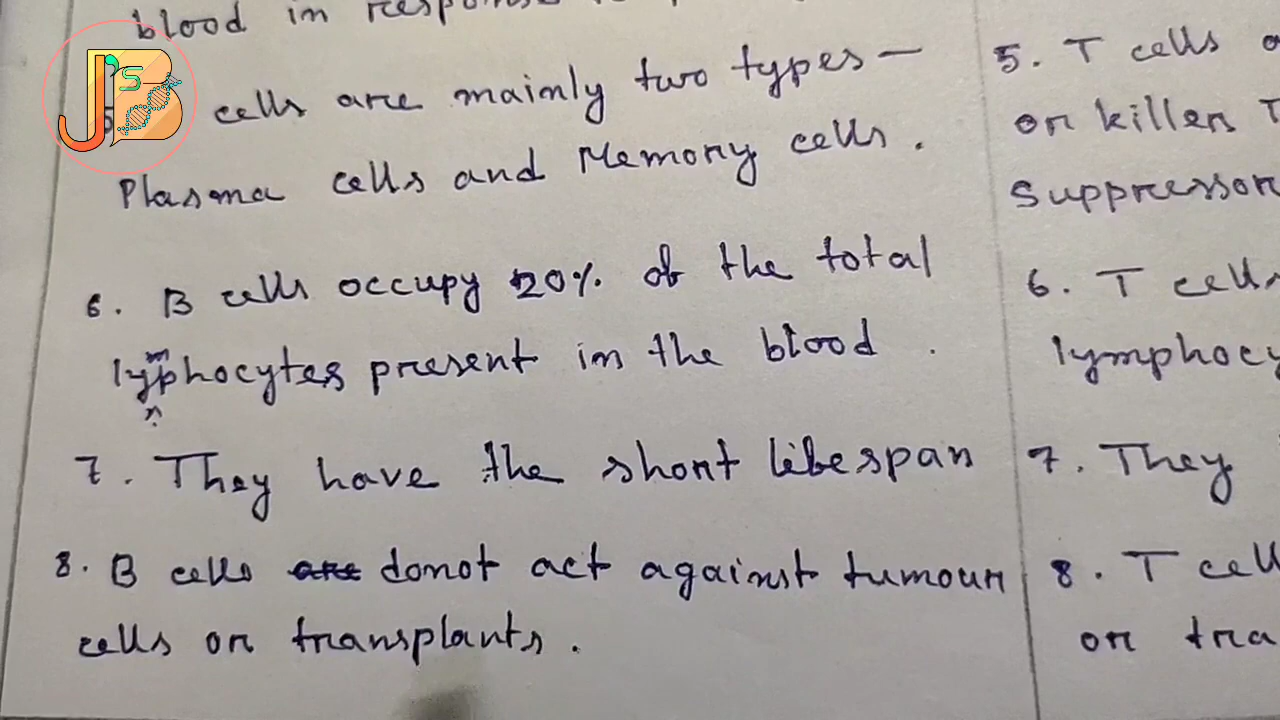 blood in
cells are mainly two types —
Plasma cells and Memory cells.
6. B cells occupy 20% of the total
lymphocytes present in the blood.
7. They have the short lifespan
8. B cells are donot act against tumour
cells or transplants.
5. T cells
or killer T
suppressor
6. T cells
lymphocy
7. They
8. T cell
or tra
J's B